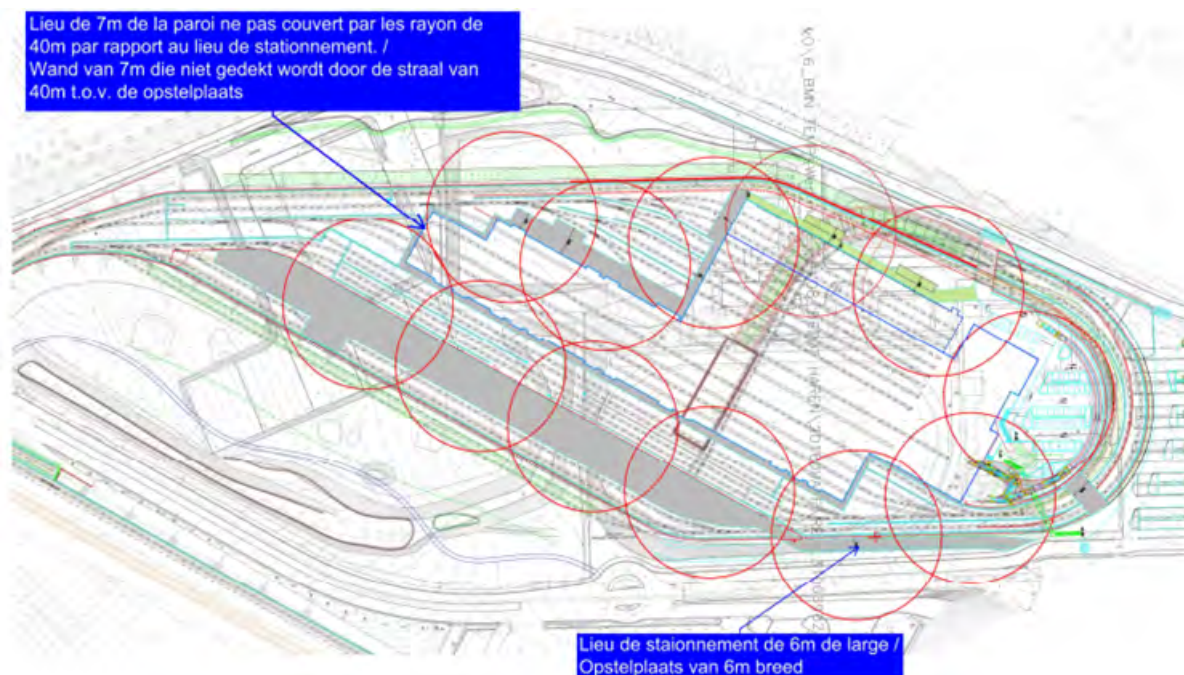 Lieu de 7m de la paroi ne pas couvert par les rayon de
40m par rapport au lieu de stationnement. /
Wand van 7m die niet gedekt wordt door de straal van
40m t.o.v. de opstelplaats
Lieu de staionnement de 6m de large /
Opstelplaats van 6m breed